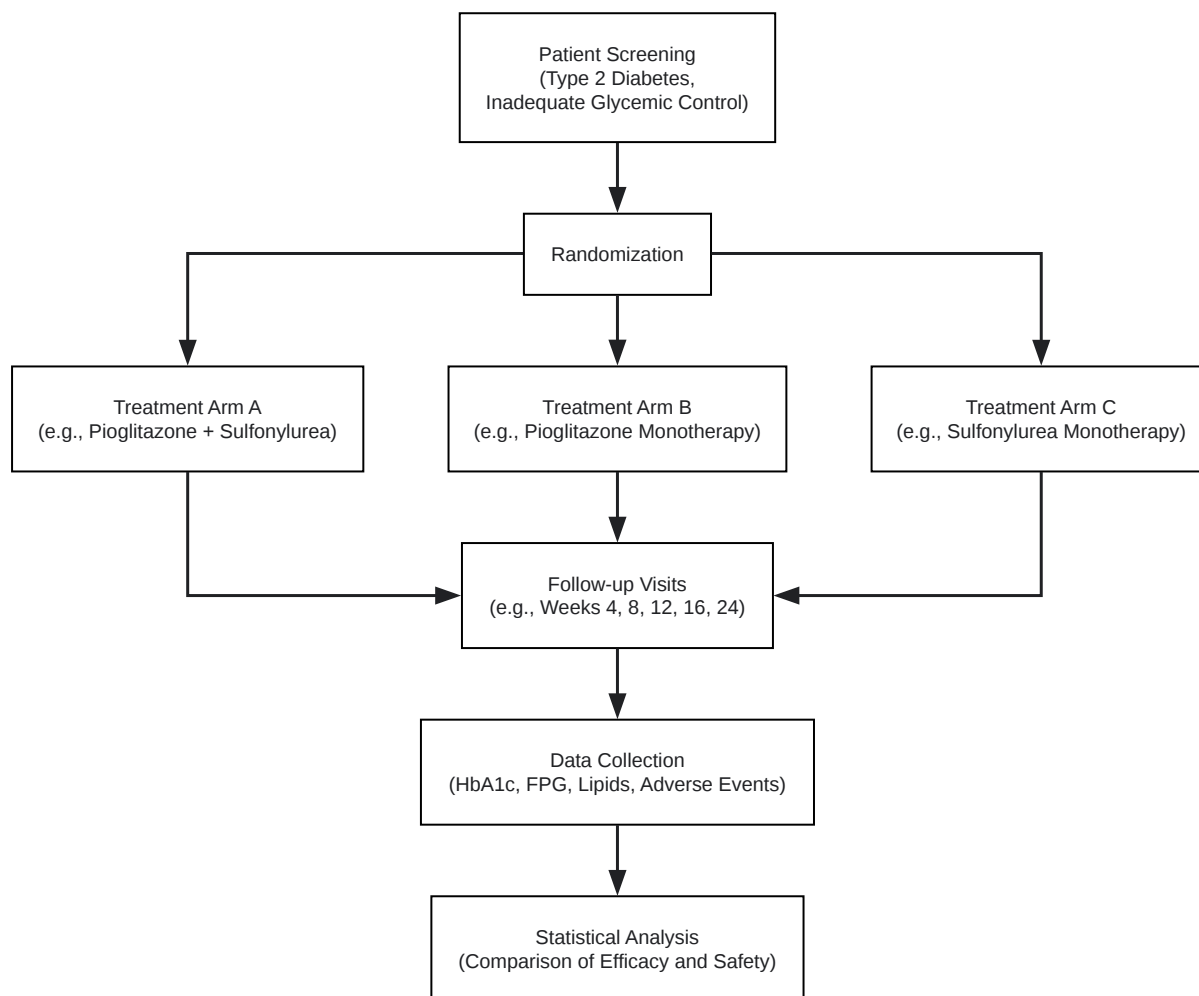 Patient Screening
(Type 2 Diabetes,
Inadequate Glycemic Control)
Randomization
Treatment Arm A
(e.g., Pioglitazone + Sulfonylurea)
Treatment Arm B
(e.g., Pioglitazone Monotherapy)
Treatment Arm C
(e.g., Sulfonylurea Monotherapy)
Follow-up Visits
(e.g., Weeks 4, 8, 12, 16, 24)
Data Collection
(HbA1c, FPG, Lipids, Adverse Events)
Statistical Analysis
(Comparison of Efficacy and Safety)